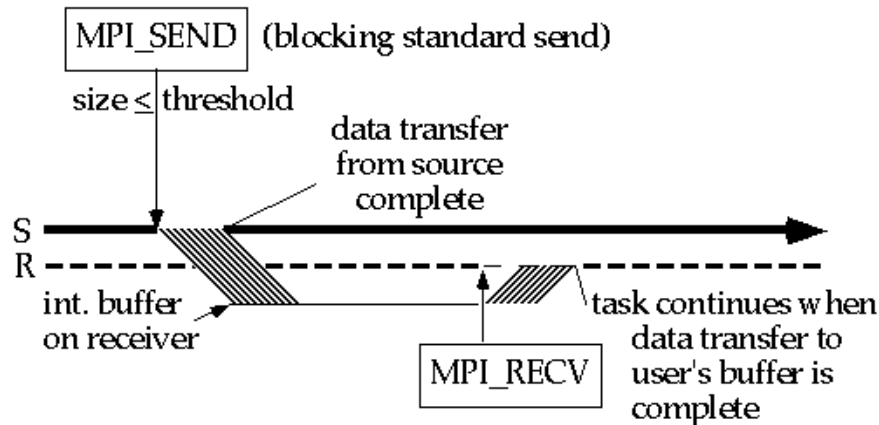 MPI_SEND (blocking standard send)
size ≤ threshold
data transfer
from source
complete
S
R
int. buffer
on receiver
MPI_RECV
task continues when
data transfer to
user's buffer is
complete